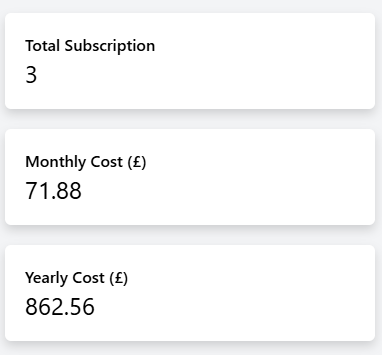 Total Subscription
3
Monthly Cost (£)
71.88
Yearly Cost (£)
862.56